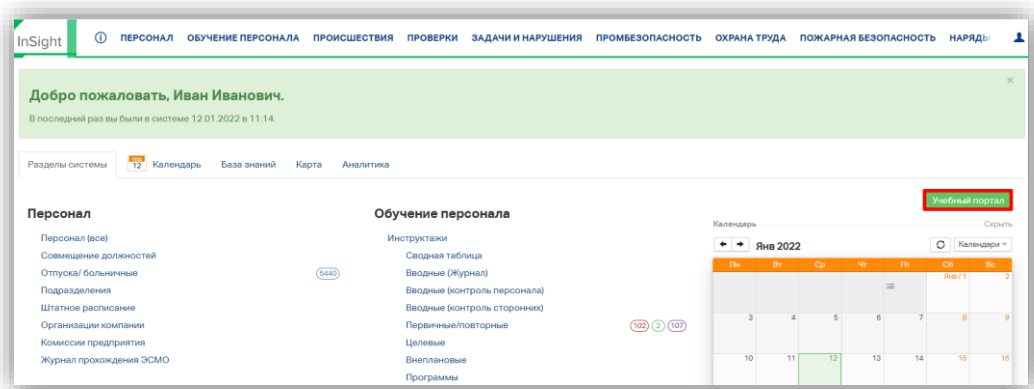 InSight ПЕРСОНАЛ ОБУЧЕНИЕ ПЕРСОНАЛА ПРОИСШЕСТВИЯ ПРОВЕРКИ ЗАДАЧИ И НАРУШЕНИЯ ПРОМБЕЗОПАСНОСТЬ ОХРАНА ТРУДА ПОЖАРНАЯ БЕЗОПАСНОСТЬ НАРЯДЫ
Добро пожаловать, Иван Иванович.
В последний раз вы были в системе 12.01.2022 в 11:14.
Разделы системы 12 Календарь База знаний Карта Аналитика
Учебный портал
Персонал
Персонал (все)
Совмещение должностей
Отпуска/ больничные 5440
Подразделения
Штатное расписание
Организации компании
Комиссии предприятия
Журнал прохождения ЭСМО
Обучение персонала
Инструктажи
Сводная таблица
Вводные (Журнал)
Вводные (контроль персонала)
Вводные (контроль сторонних)
Первичные/повторные 102 2 107
Целевые
Внеплановые
Программы
Календарь Скрыть
Янв 2022 Календари
Пн Вт Ср Чт Пт Сб Вс
Янв / 1 2
3 4 5 6 7 8 9
10 11 12 13 14 15 16